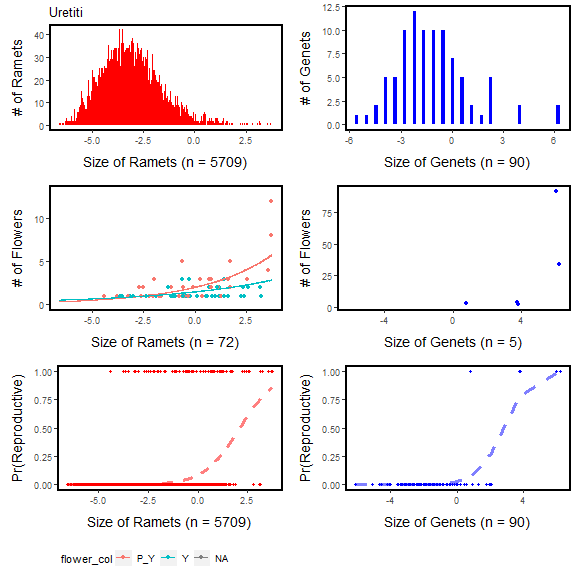 Uretiti
# of Ramets
40
30
20
10
0
-5.0 -2.5 0.0 2.5
Size of Ramets (n = 5709)
# of Genets
12.5
10.0
7.5
5.0
2.5
0.0
-6 -3 0 3 6
Size of Genets (n = 90)
# of Flowers
10
5
0
-5.0 -2.5 0.0 2.5
Size of Ramets (n = 72)
# of Flowers
75
50
25
0
-4 0 4
Size of Genets (n = 5)
Pr(Reproductive)
1.00
0.75
0.50
0.25
0.00
-5.0 -2.5 0.0 2.5
Size of Ramets (n = 5709)
Pr(Reproductive)
1.00
0.75
0.50
0.25
0.00
-4 0 4
Size of Genets (n = 90)
flower_col P_Y Y NA